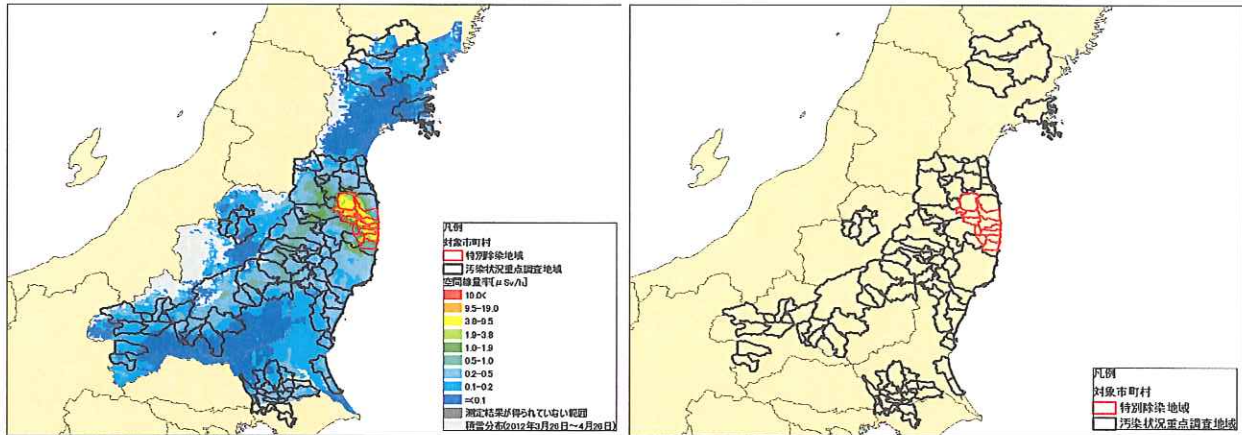 凡例
対象市町村
特別除染地域
汚染状況重点調査地域
空間線量率[μSv/h]
19.0<
9.5-19.0
3.8-9.5
1.9-3.8
1.0-1.9
0.5-1.0
0.2-0.5
0.1-0.2
=<0.1
測定結果が得られていない範囲
積雪分布(2012年3月26日～4月26日)
凡例
対象市町村
特別除染地域
汚染状況重点調査地域